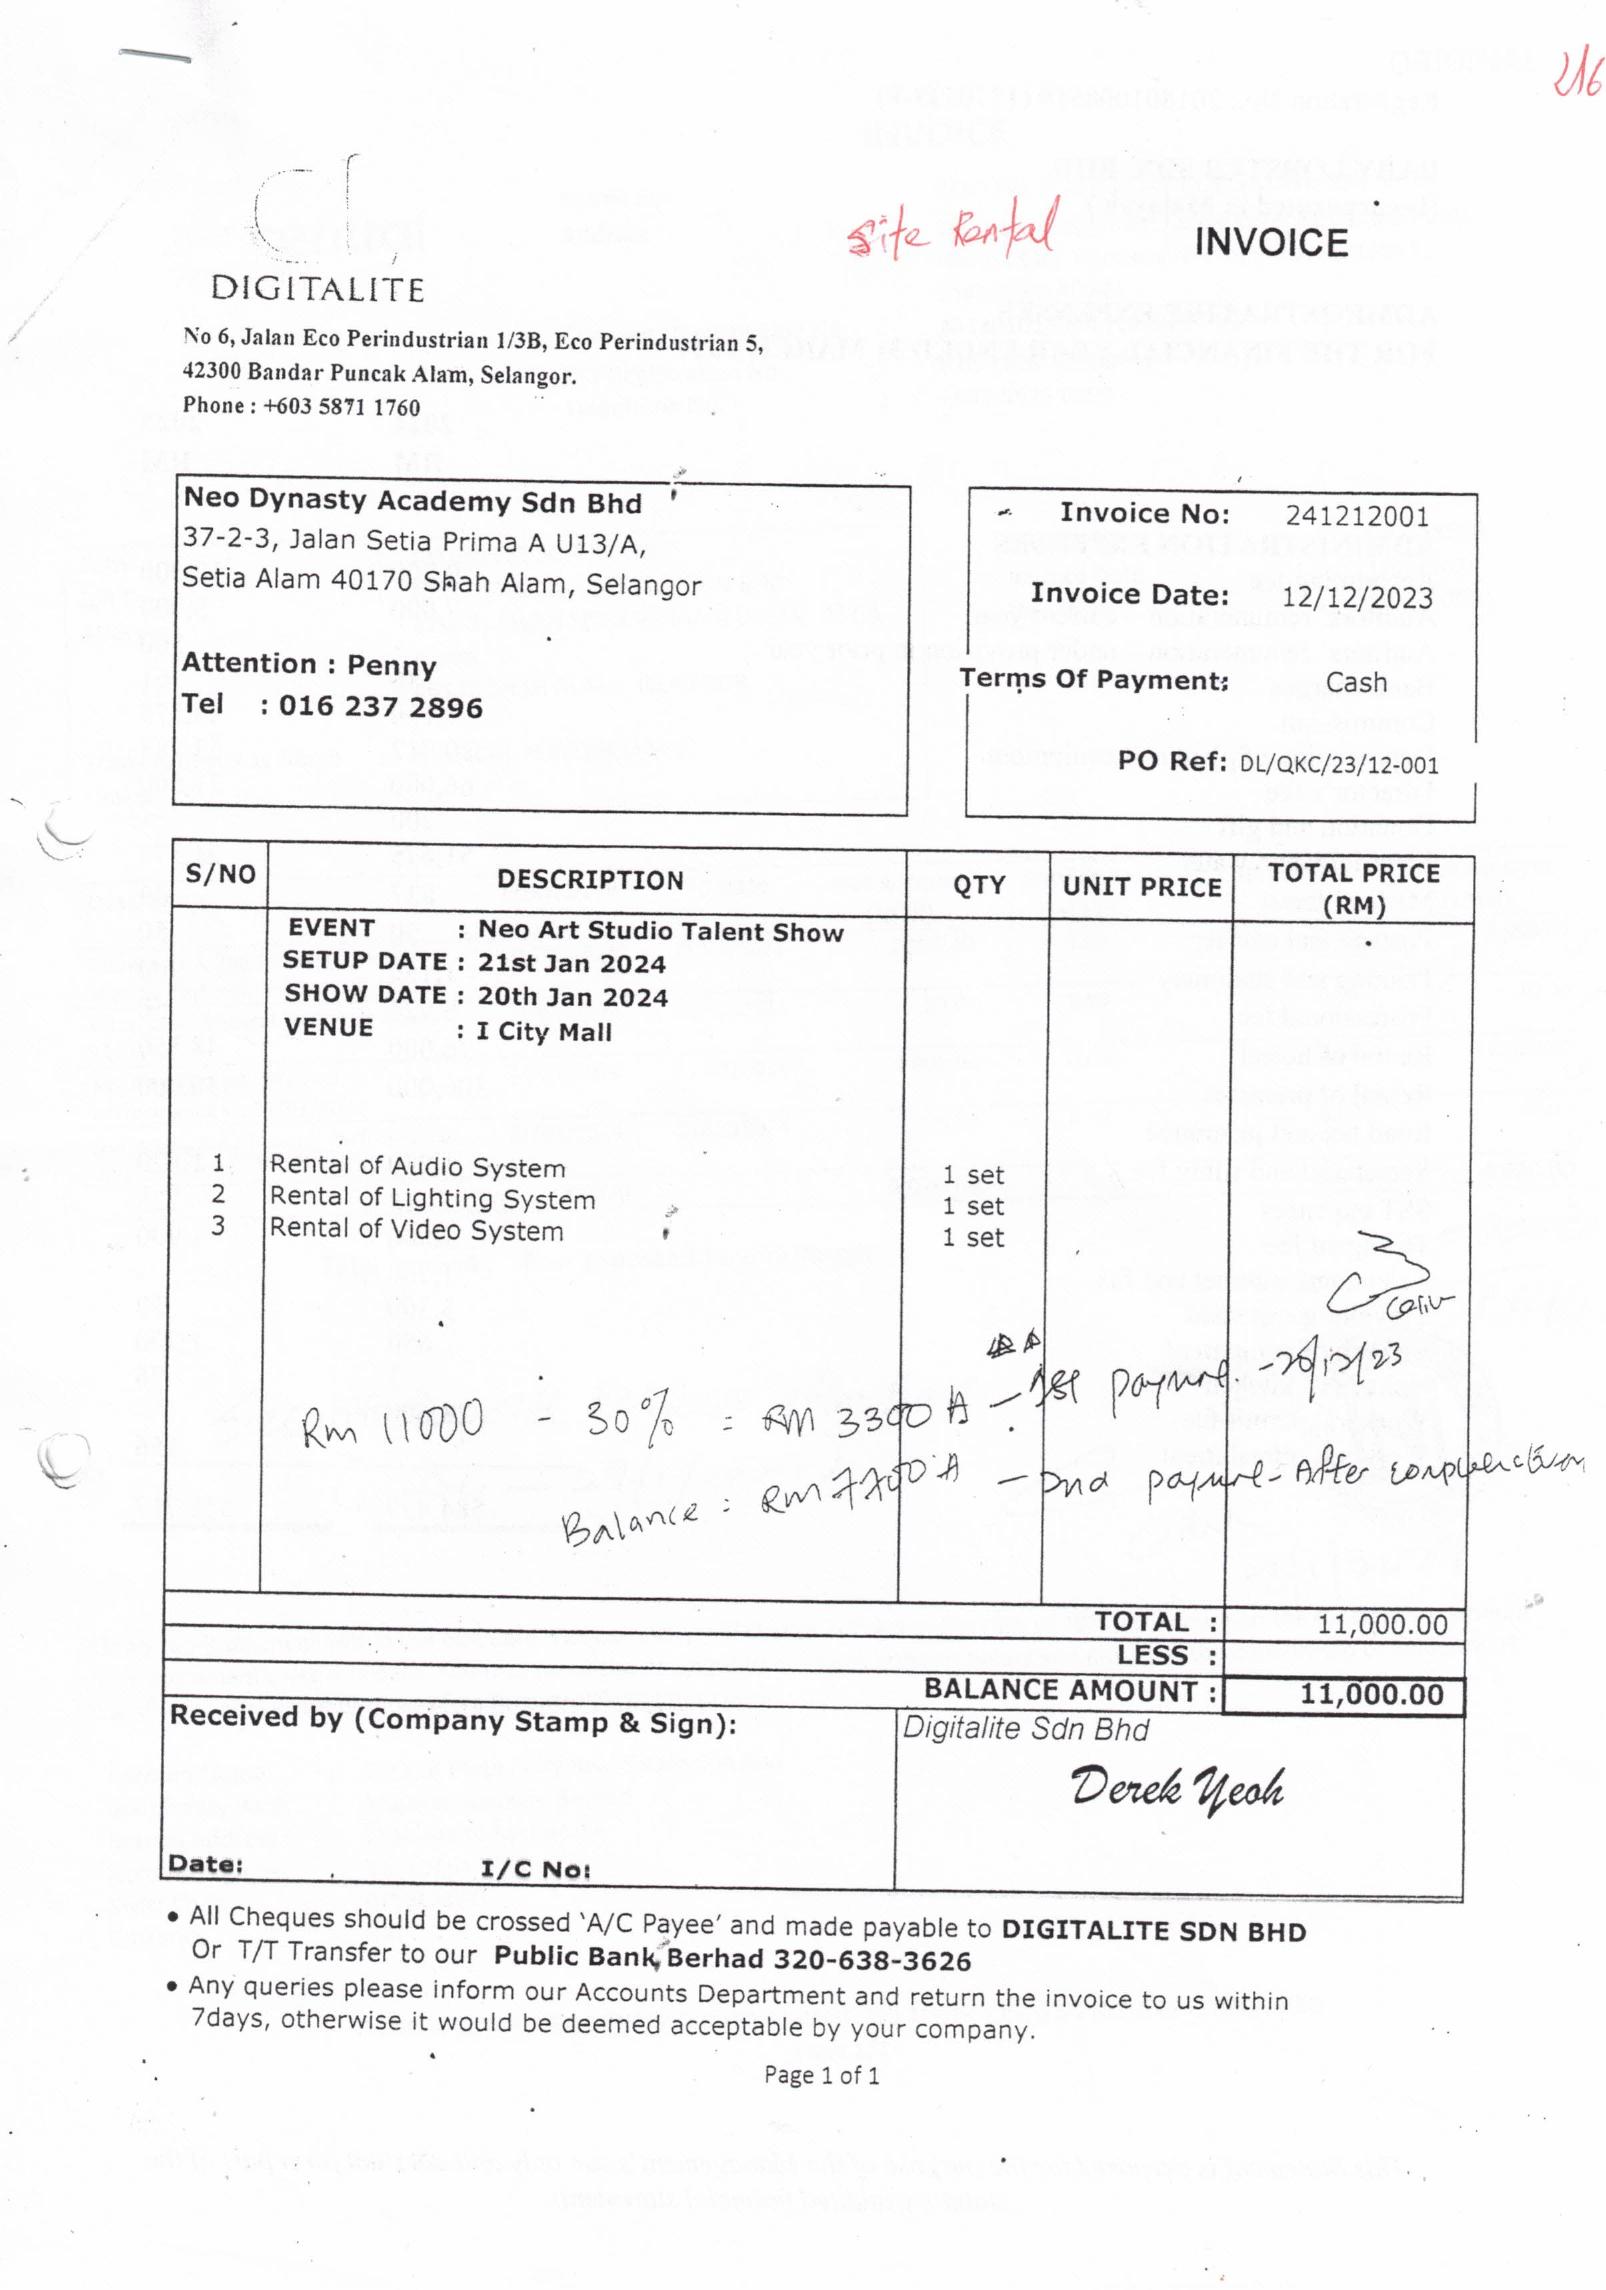 216
Site Rental
INVOICE
DIGITALITE
No 6, Jalan Eco Perindustrian 1/3B, Eco Perindustrian 5,
42300 Bandar Puncak Alam, Selangor.
Phone : +603 5871 1760
Neo Dynasty Academy Sdn Bhd
37-2-3, Jalan Setia Prima A U13/A,
Setia Alam 40170 Shah Alam, Selangor
Attention : Penny
Tel : 016 237 2896
Invoice No: 241212001
Invoice Date: 12/12/2023
Terms Of Payment: Cash
PO Ref: DL/QKC/23/12-001
S/NO DESCRIPTION QTY UNIT PRICE TOTAL PRICE (RM)
EVENT : Neo Art Studio Talent Show
SETUP DATE : 21st Jan 2024
SHOW DATE : 20th Jan 2024
VENUE : I City Mall
1 Rental of Audio System 1 set
2 Rental of Lighting System 1 set
3 Rental of Video System 1 set
Rm 11000 - 30% = RM 3300 - 1st -
Balance : RM 7700 - 2nd - After
TOTAL : 11,000.00
LESS :
BALANCE AMOUNT : 11,000.00
Received by (Company Stamp & Sign):
Digitalite Sdn Bhd
Derek Yeoh
Date: I/C No:
• All Cheques should be crossed ‘A/C Payee’ and made payable to DIGITALITE SDN BHD
Or T/T Transfer to our Public Bank Berhad 320-638-3626
• Any queries please inform our Accounts Department and return the invoice to us within
7days, otherwise it would be deemed acceptable by your company.
Page 1 of 1